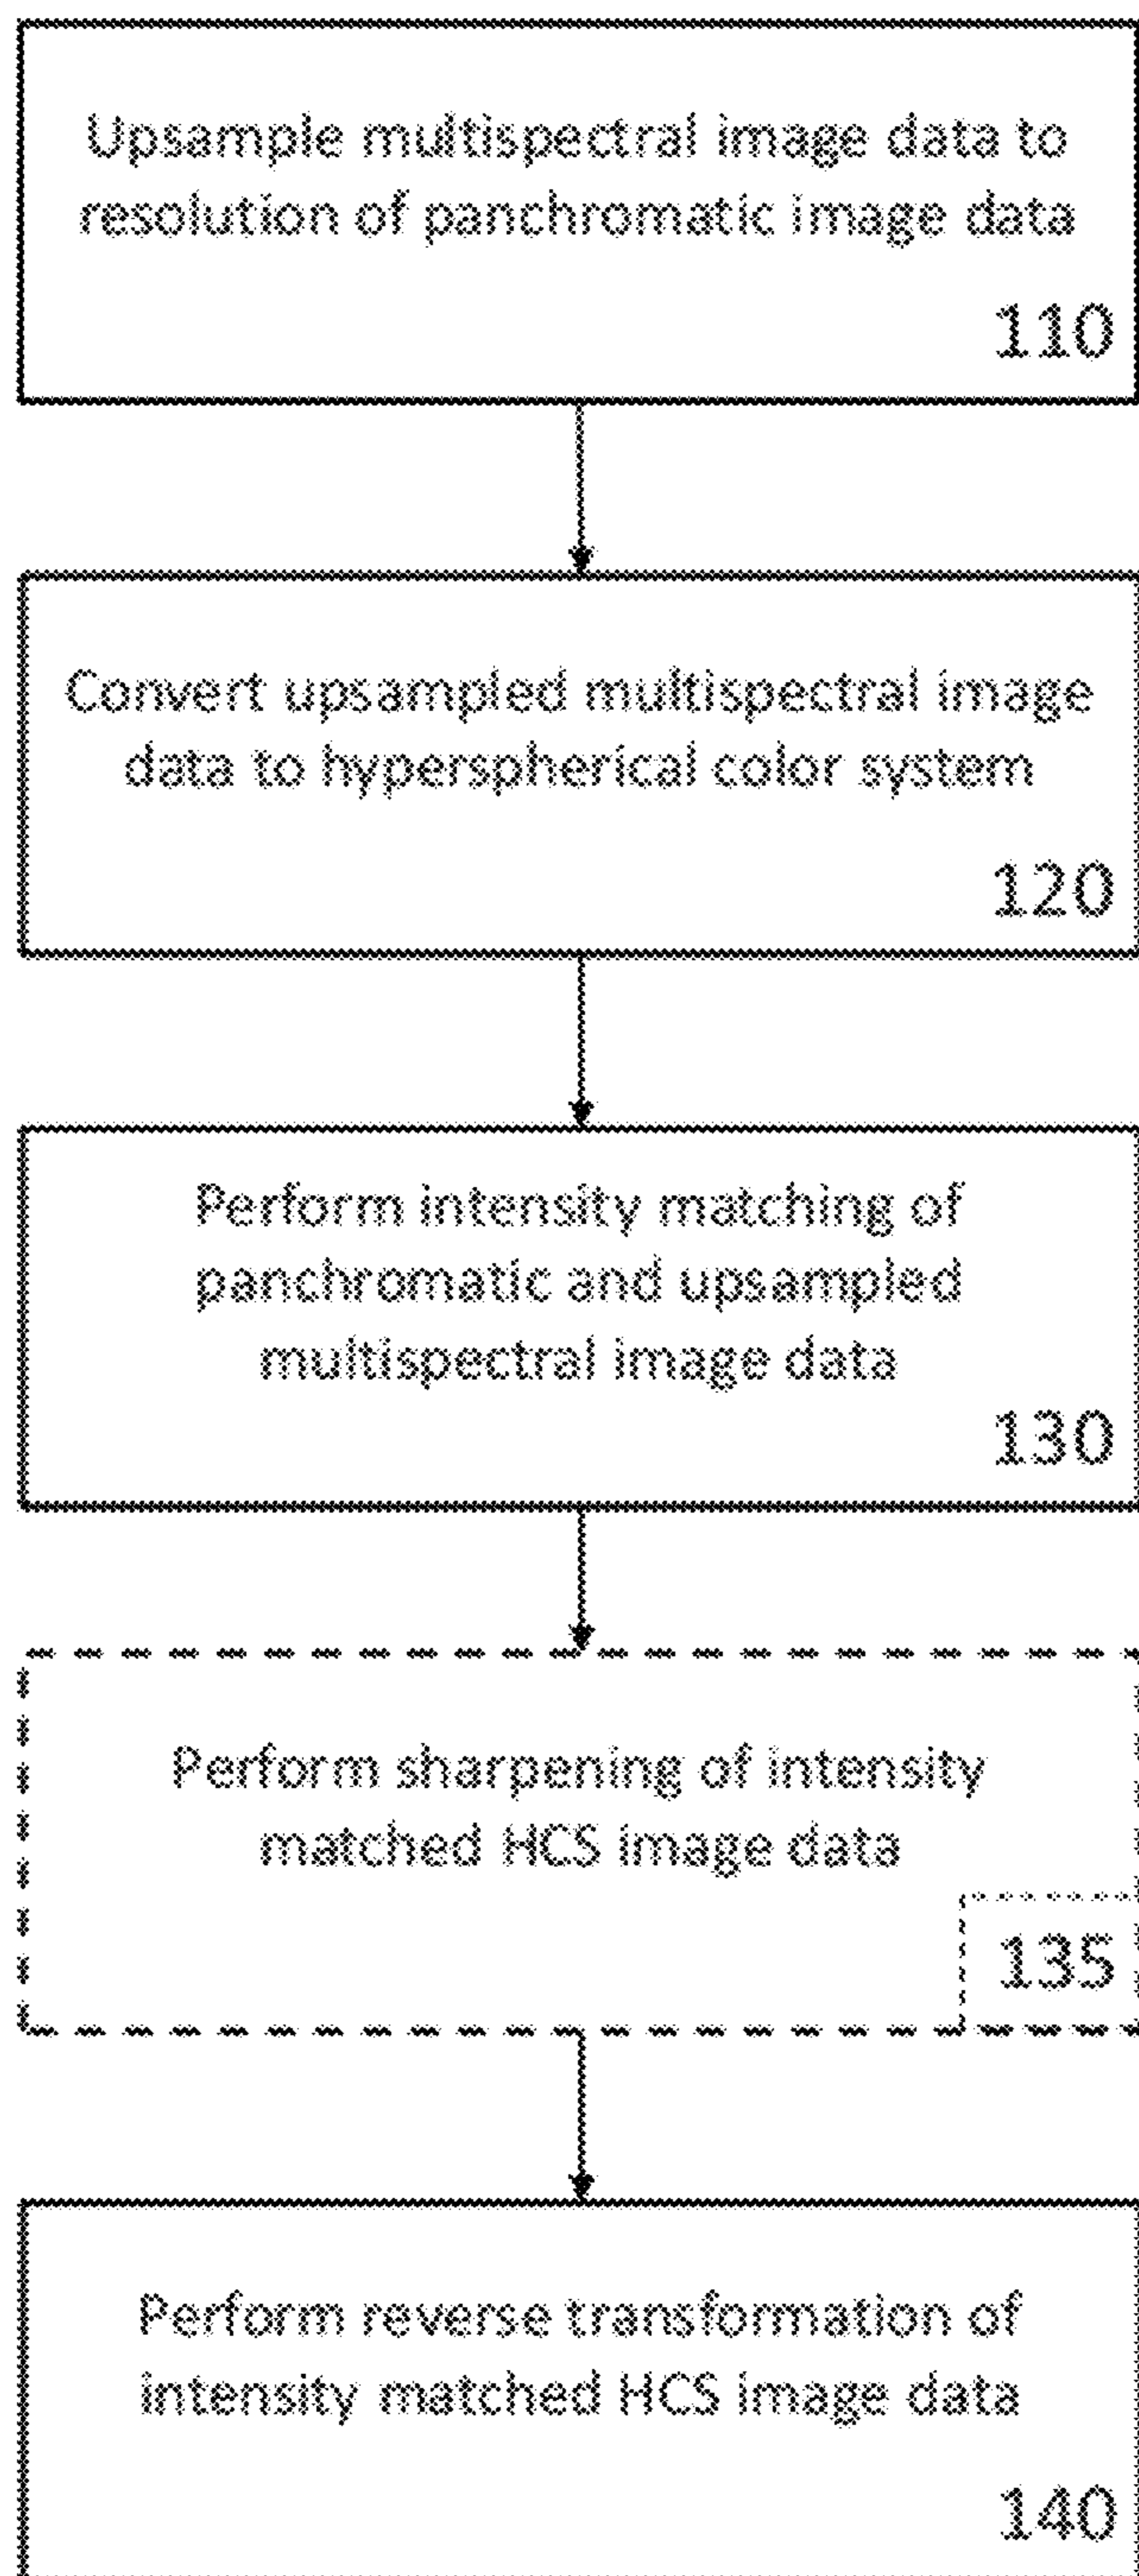 Upsample multispectral image data to
resolution of panchromatic image data
110
Convert upsampled multispectral image
data to hyperspherical color system
120
Perform intensity matching of
panchromatic and upsampled
multispectral image data
130
Perform sharpening of intensity
matched HCS image data
135
Perform reverse transformation of
intensity matched HCS image data
140